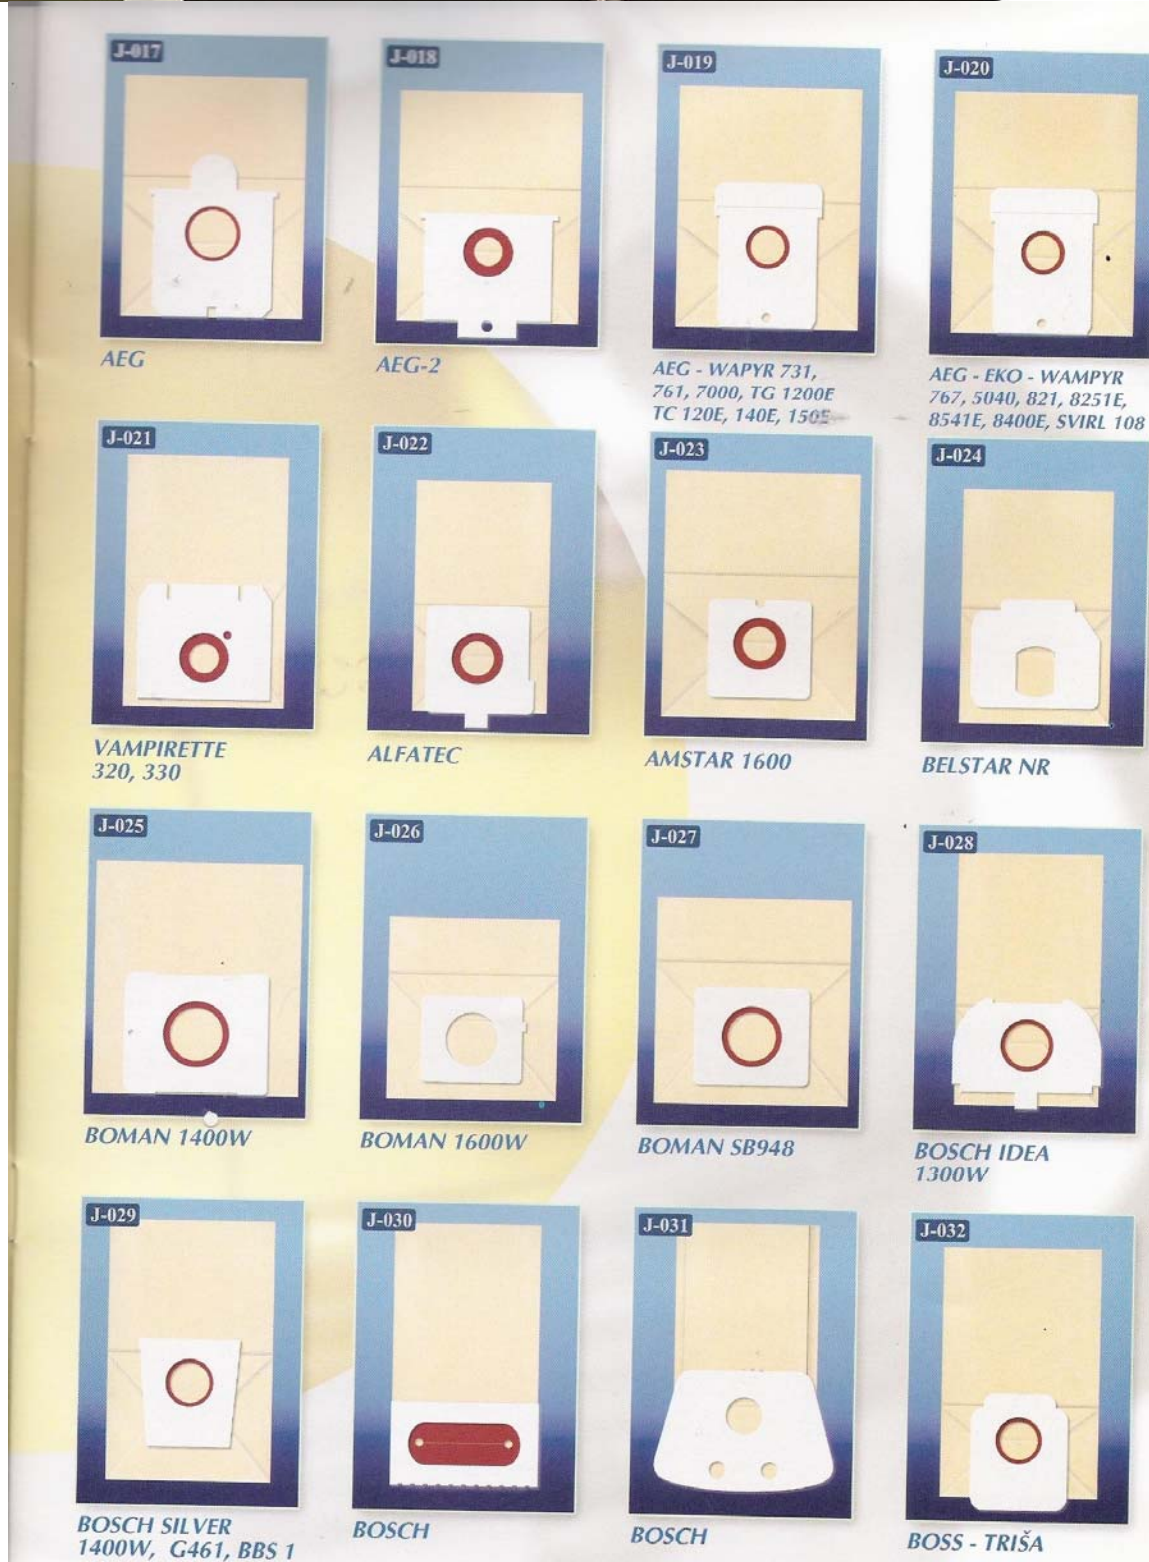 J-017
J-018
J-019
J-020
AEG
AEG-2
AEG - WAPYR 731,
761, 7000, TG 1200E
TC 120E, 140E, 150E
AEG - EKO - WAMPYR
767, 5040, 821, 8251E,
8541E, 8400E, SVIRL 108
J-021
J-022
J-023
J-024
VAMPIRETTE
320, 330
ALFATEC
AMSTAR 1600
BELSTAR NR
J-025
J-026
J-027
J-028
BOMAN 1400W
BOMAN 1600W
BOMAN SB948
BOSCH IDEA
1300W
J-029
J-030
J-031
J-032
BOSCH SILVER
1400W, G461, BBS 1
BOSCH
BOSCH
BOSS - TRIŠA